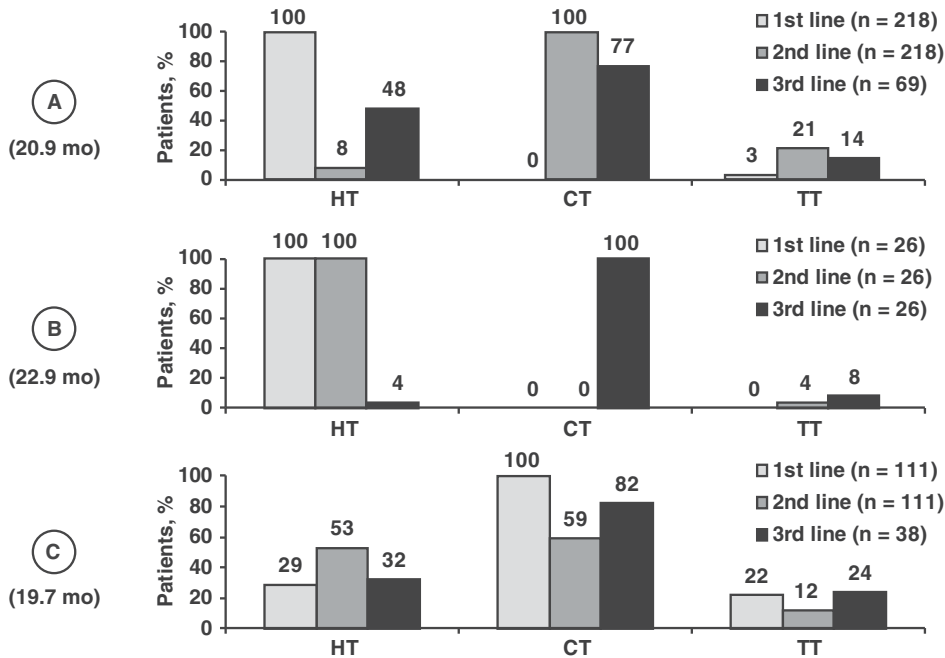 A
(20.9 mo)
Patients, %
100
80
60
40
20
0
100
8
48
0
100
77
3
21
14
HT
CT
TT
1st line (n = 218)
2nd line (n = 218)
3rd line (n = 69)
B
(22.9 mo)
Patients, %
100
80
60
40
20
0
100
100
4
0
0
100
0
4
8
HT
CT
TT
1st line (n = 26)
2nd line (n = 26)
3rd line (n = 26)
C
(19.7 mo)
Patients, %
100
80
60
40
20
0
29
53
32
100
59
82
22
12
24
HT
CT
TT
1st line (n = 111)
2nd line (n = 111)
3rd line (n = 38)